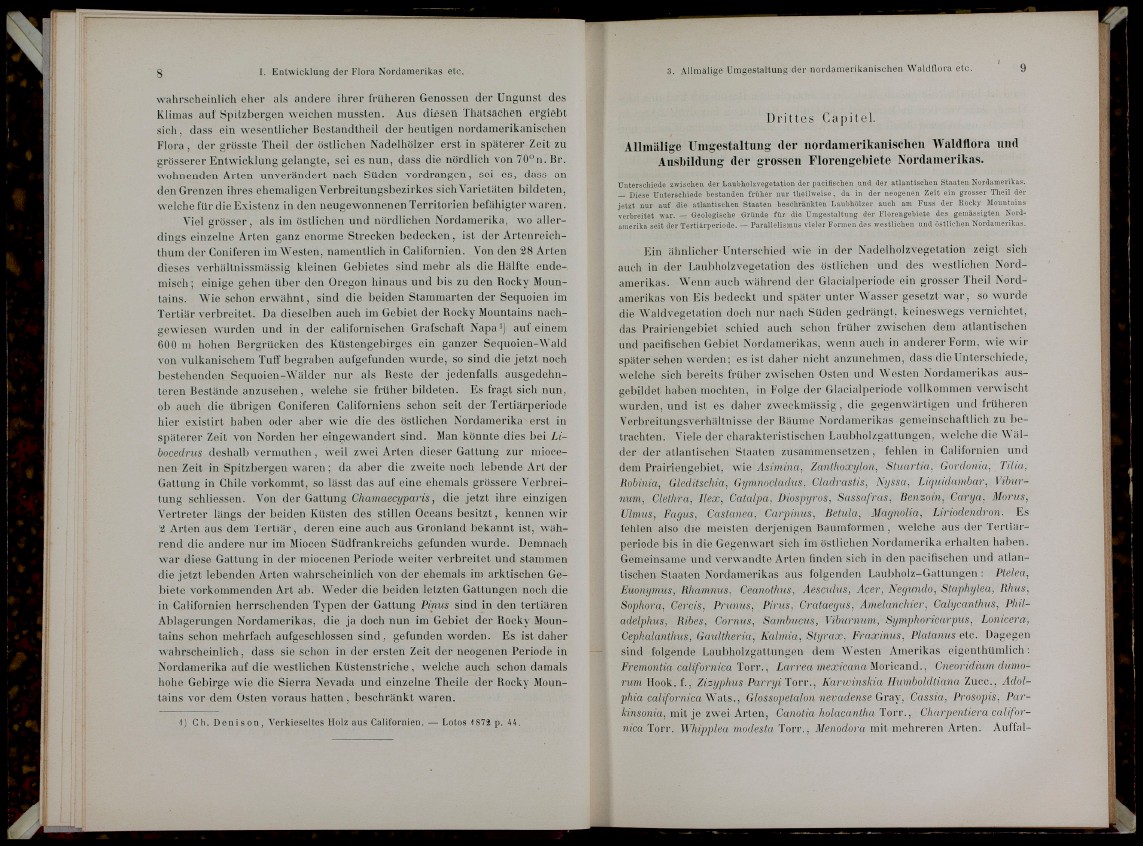 8
I. Entwicklung der Flora Nordamerikas etc.
wahrscheinlich eher als andere ihrer früheren Genossen der Ungunst des
Klimas auf Spitzbergen weichen mussten. Aus diesen Thatsachen ergiebt
sich, dass ein wesentlicher Bestandtheil der heutigen nordamerikanischen
Flora, der grösste Theil der östlichen Nadelhölzer erst in späterer Zeit zu
grösserer Entwicklung gelangte, sei es nun, dass die nördlich von 70° n. Br.
wohnenden Arten unverändert nach Süden vordrangen, sei es, dass an
den Grenzen ihres ehemaligen Verbreitungsbezirkes sich Varietäten bildeten,
welche für die Existenz in den neugewonnenen Territorien befähigter waren.
Viel grösser, als im östlichen und nördlichen Nordamerika, wo aller-
dings einzelne Arten ganz enorme Strecken bedecken, ist der Artenreich-
thum der Coniferen im Westen, namentlich in Californien. Von den 28 Arten
dieses verhältnissmässig kleinen Gebietes sind mehr als die Hälfte ende-
misch; einige gehen über den Oregon hinaus und bis zu den Rocky Moun-
tains. Wie schon erwähnt, sind die beiden Stammarten der Sequoien im
Tertiär verbreitet. Da dieselben auch im Gebiet der Rocky Mountains nach-
gewiesen wurden und in der californischen Grafschaft Napa¹) auf einem
600 m hohen Bergrücken des Küstengebirges ein ganzer Sequoien-Wald
von vulkanischem Tuff begraben aufgefunden wurde, so sind die jetzt noch
bestehenden Sequoien-Wälder nur als Reste der jedenfalls ausgedehn-
teren Bestände anzusehen, welche sie früher bildeten. Es fragt sich nun,
ob auch die übrigen Coniferen Californiens schon seit der Tertiärperiode
hier existirt haben oder aber wie die des östlichen Nordamerika erst in
späterer Zeit von Norden her eingewandert sind. Man könnte dies bei Li-
bocedrus deshalb vermuthen, weil zwei Arten dieser Gattung zur mioce-
nen Zeit in Spitzbergen waren; da aber die zweite noch lebende Art der
Gattung in Chile vorkommt, so lässt das auf eine ehemals grössere Verbrei-
tung schliessen. Von der Gattung Chamaecyparis, die jetzt ihre einzigen
Vertreter längs der beiden Küsten des stillen Oceans besitzt, kennen wir
2 Arten aus dem Tertiär, deren eine auch aus Grönland bekannt ist, wäh-
rend die andere nur im Miocen Südfrankreichs gefunden wurde. Demnach
war diese Gattung in der miocenen Periode weiter verbreitet und stammen
die jetzt lebenden Arten wahrscheinlich von der ehemals im arktischen Ge-
biete vorkommenden Art ab. Weder die beiden letzten Gattungen noch die
in Californien herrschenden Typen der Gattung Pinus sind in den tertiären
Ablagerungen Nordamerikas, die ja doch nun im Gebiet der Rocky Moun-
tains schon mehrfach aufgeschlossen sind, gefunden worden. Es ist daher
wahrscheinlich, dass sie schon in der ersten Zeit der neogenen Periode in
Nordamerika auf die westlichen Küstenstriche, welche auch schon damals
hohe Gebirge wie die Sierra Nevada und einzelne Theile der Rocky Moun-
tains vor dem Osten voraus hatten, beschränkt waren.
¹) Ch. Denison, Verkieseltes Holz aus Californien. — Lotos 1872 p. 44.
3. Allmälige Umgestaltung der nordamerikanischen Waldflora etc.
9
Drittes Capitel.
Allmälige Umgestaltung der nordamerikanischen Waldflora und
Ausbildung der grossen Florengebiete Nordamerikas.
Unterschiede zwischen der Laubholzvegetation der pacifischen und der atlantischen Staaten Nordamerikas.
— Diese Unterschiede bestanden früher nur theilweise, da in der neogenen Zeit ein grosser Theil der
jetzt nur auf die atlantischen Staaten beschränkten Laubhölzer auch am Fuss der Rocky Mountains
verbreitet war. — Geologische Gründe für die Umgestaltung der Florengebiete des gemässigten Nord-
amerika seit der Tertiärperiode. — Parallelismus vieler Formen des westlichen und östlichen Nordamerikas.
Ein ähnlicher Unterschied wie in der Nadelholzvegetation zeigt sich
auch in der Laubholzvegetation des östlichen und des westlichen Nord-
amerikas. Wenn auch während der Glacialperiode ein grosser Theil Nord-
amerikas von Eis bedeckt und später unter Wasser gesetzt war, so wurde
die Waldvegetation doch nur nach Süden gedrängt, keineswegs vernichtet,
das Prairiengebiet schied auch schon früher zwischen dem atlantischen
und pacifischen Gebiet Nordamerikas, wenn auch in anderer Form, wie wir
später sehen werden; es ist daher nicht anzunehmen, dass die Unterschiede,
welche sich bereits früher zwischen Osten und Westen Nordamerikas aus-
gebildet haben mochten, in Folge der Glacialperiode vollkommen verwischt
wurden, und ist es daher zweckmässig, die gegenwärtigen und früheren
Verbreitungsverhältnisse der Bäume Nordamerikas gemeinschaftlich zu be-
trachten. Viele der charakteristischen Laubholzgattungen, welche die Wäl-
der der atlantischen Staaten zusammensetzen, fehlen in Californien und
dem Prairiengebiet, wie Asimina, Zanthoxylon, Stuartia, Gordonia, Tilia,
Robinia, Gleditschia, Gymnocladus, Cladrastis, Nyssa, Liquidambar, Vibur-
num, Clethra, Ilex, Catalpa, Diospyros, Sassafras, Benzoin, Carya, Morus,
Ulmus, Fagus, Castanea, Carpinus, Betula, Magnolia, Liriodendron. Es
fehlen also die meisten derjenigen Baumformen, welche aus der Tertiär-
periode bis in die Gegenwart sich im östlichen Nordamerika erhalten haben.
Gemeinsame und verwandte Arten finden sich in den pacifischen und atlan-
tischen Staaten Nordamerikas aus folgenden Laubholz-Gattungen: Ptelea,
Euonymus, Rhamnus, Ceanothus, Aesculus, Acer, Negundo, Staphylea, Rhus,
Sophora, Cercis, Prunus, Pirus, Crataegus, Amelanchier, Calycanthus, Phil-
adelphus, Ribes, Cornus, Sambucus, Viburnum, Symphoricarpus, Lonicera,
Cephalanthus, Gaultheria, Kalmia, Styrax, Fraxinus, Platanus etc. Dagegen
sind folgende Laubholzgattungen dem Westen Amerikas eigenthümlich:
Fremontia californica Torr., Larrea mexicana Moricand., Cneoridium dumo-
rum Hook. f., Zizyphus Parryi Torr., Karwinskia Humboldtiana Zucc., Adol-
phia californica Wats., Glossopetalon nevadense Gray, Cassia, Prosopis, Par-
kinsonia, mit je zwei Arten, Canotia holacantha Torr., Charpentiera califor-
nica Torr. Whipplea modesta Torr., Menodora mit mehreren Arten. Auffal-